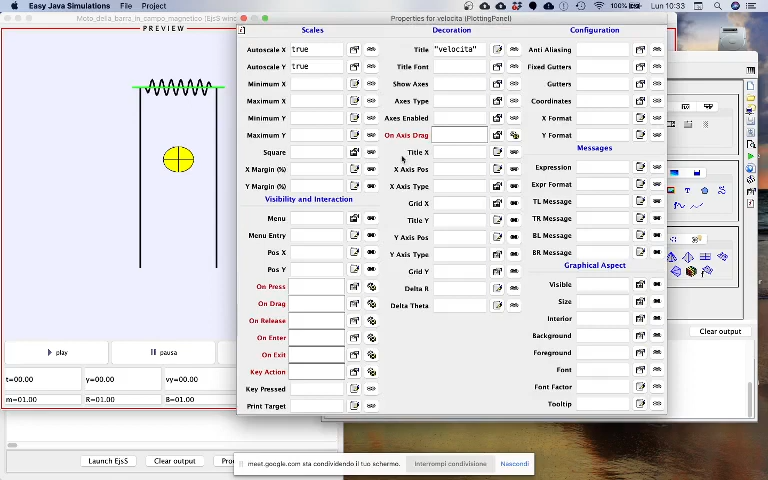 Easy Java Simulations File Project 100% Lun 10:33
Moto_della_barra_in_campo_magnetico (EjsS win
Properties for velocita (PlottingPanel)
PREVIEW
Scales Decoration Configuration
Autoscale X true Title "velocita" Anti Aliasing
Autoscale Y true Title Font Fixed Gutters
Minimum X Show Axes Gutters
Maximum X Axes Type Coordinates
Minimum Y Axes Enabled X Format
Maximum Y On Axis Drag Y Format
Square Title X Messages
X Margin (%) X Axis Pos Expression
Y Margin (%) X Axis Type Expr Format
Visibility and Interaction Grid X TL Message
Menu Title Y TR Message
Menu Entry Y Axis Pos BL Message
Pos X Y Axis Type BR Message
Pos Y Grid Y Graphical Aspect
On Press Delta R Visible
On Drag Delta Theta Size
On Release Interior
On Enter Background
On Exit Foreground
Key Action Font
Key Pressed Font Factor
Print Target Tooltip
Clear output
play pausa
t=00.00 y=00.00 vy=00.00
m=01.00 R=01.00 B=01.00
Launch EjsS Clear output Pro
meet.google.com sta condividendo il tuo schermo. Interrompi condivisione Nascondi